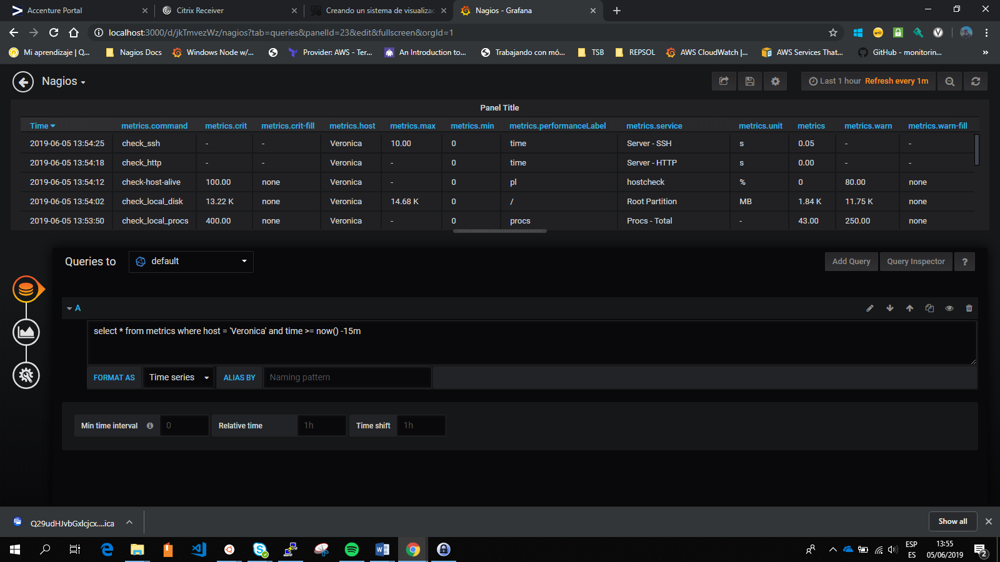 Accenture Portal
Citrix Receiver
Creando un sistema de visualizac
Nagios - Grafana
localhost:3000/d/jkTmvezWz/nagios?tab=queries&panelId=23&edit&fullscreen&orgId=1
Mi aprendizaje | Q...
Nagios Docs
Windows Node w/...
Provider: AWS - Ter...
An Introduction to...
Trabajando con mó...
TSB
REPSOL
AWS CloudWatch |...
AWS Services That...
GitHub - monitorin...
»
Nagios
Last 1 hour Refresh every 1m
Panel Title
Time metrics.command metrics.crit metrics.crit-fill metrics.host metrics.max metrics.min metrics.performanceLabel metrics.service metrics.unit metrics metrics.warn metrics.warn-fill
2019-06-05 13:54:25 check_ssh - - Veronica 10.00 0 time Server - SSH s 0.05 - -
2019-06-05 13:54:18 check_http - - Veronica - 0 time Server - HTTP s 0.00 - -
2019-06-05 13:54:12 check-host-alive 100.00 none Veronica - 0 pl hostcheck % 0 80.00 none
2019-06-05 13:54:02 check_local_disk 13.22 K none Veronica 14.68 K 0 / Root Partition MB 1.84 K 11.75 K none
2019-06-05 13:53:50 check_local_procs 400.00 none Veronica - 0 procs Procs - Total - 43.00 250.00 none
Queries to
default
Add Query
Query Inspector
?
A
select * from metrics where host = 'Veronica' and time >= now() -15m
FORMAT AS Time series ALIAS BY Naming pattern
Min time interval 0 Relative time 1h Time shift 1h
Q29udHJvbGxlcjcx....ica
Show all
ESP
ES
13:55
05/06/2019
2